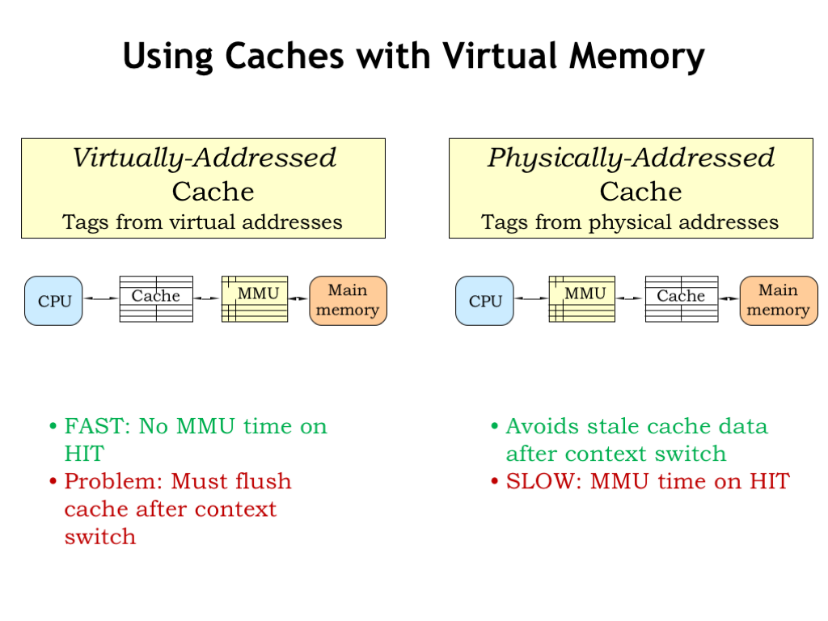 Using Caches with Virtual Memory
Virtually-Addressed
Cache
Tags from virtual addresses
Physically-Addressed
Cache
Tags from physical addresses
CPU
Cache
MMU
Main
memory
CPU
MMU
Cache
Main
memory
• FAST: No MMU time on
HIT
• Problem: Must flush
cache after context
switch
• Avoids stale cache data
after context switch
• SLOW: MMU time on HIT